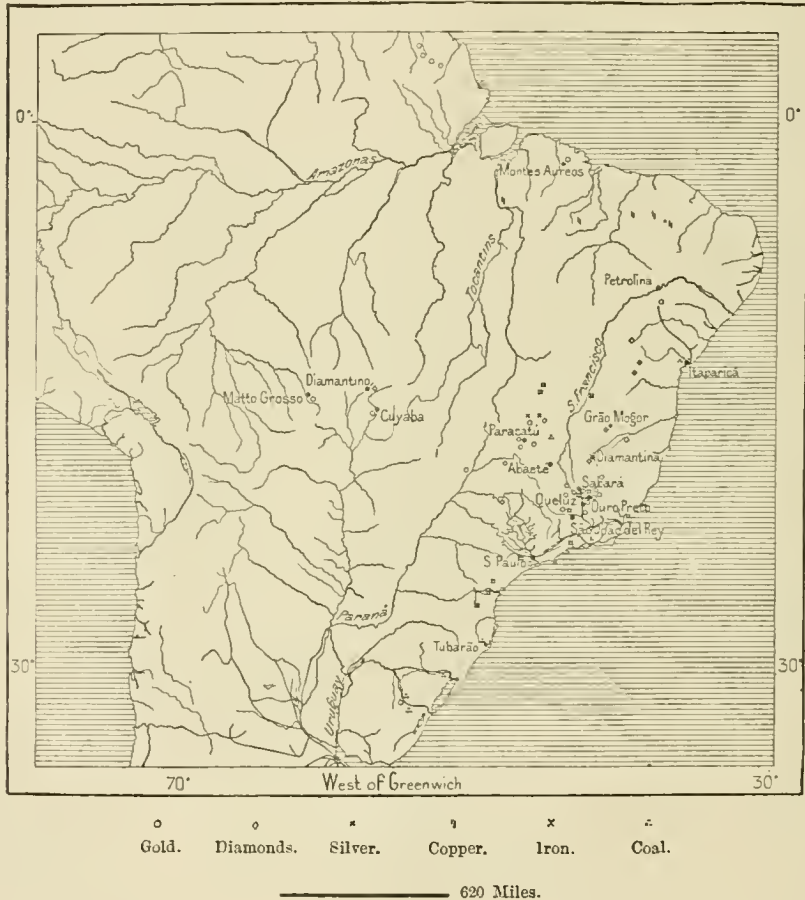 0°
0°
Amazonas
Montes Aureos
Tocantins
Petrolina
S. Francisco
Itaparica
Diamantino
Matto Grosso
Cuyaba
Grão Mogor
Paracatú
Diamantina
Abaete
Sabará
Queluz
Ouro Preto
São João del Rey
S. Paulo
Paraná
Tubarão
30°
30°
Uruguay
70°
West of Greenwich
30°
Gold. Diamonds. Silver. Copper. Iron. Coal.
620 Miles.